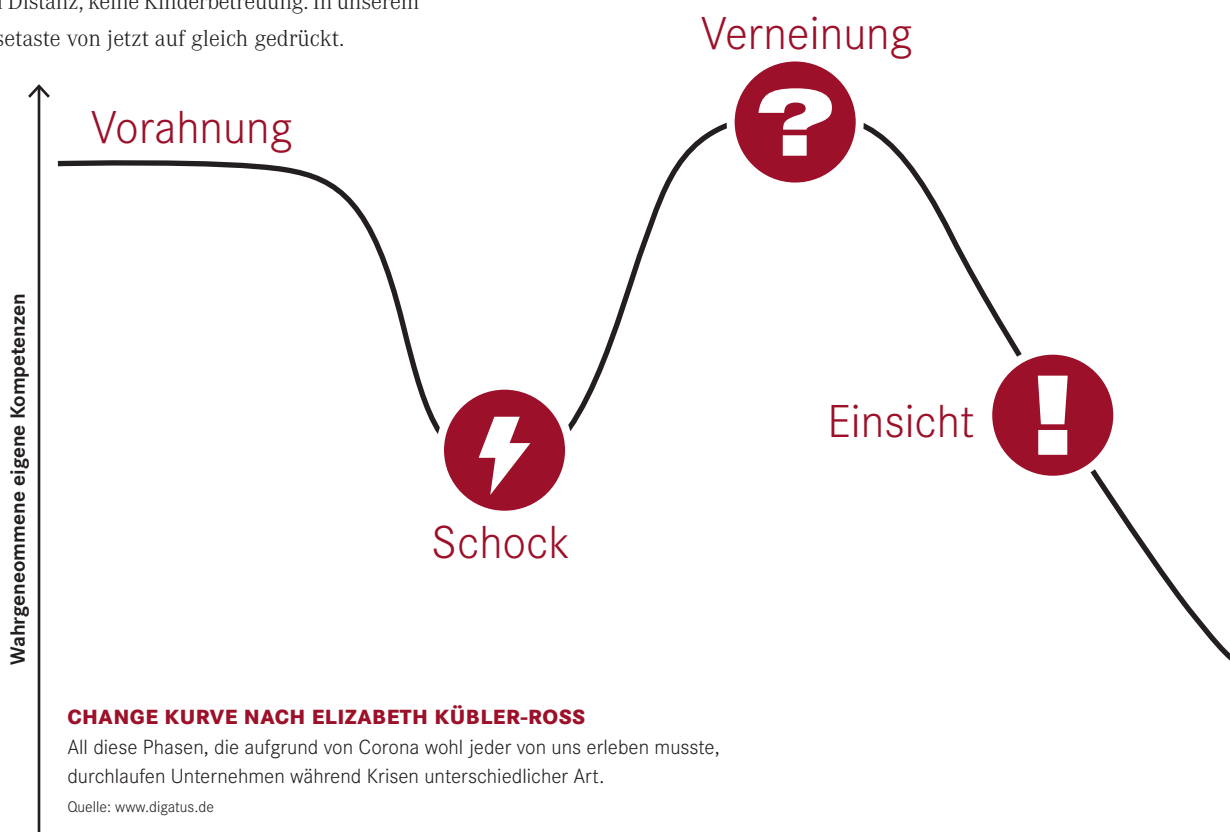 Distanz, keine Kinderbetreuung. In unserem
setaste von jetzt auf gleich gedrückt.
Verneinung
?
Vorahnung
Wahrgeneommene eigene Kompetenzen
Einsicht
!
Schock
CHANGE KURVE NACH ELIZABETH KÜBLER-ROSS
All diese Phasen, die aufgrund von Corona wohl jeder von uns erleben musste,
durchlaufen Unternehmen während Krisen unterschiedlicher Art.
Quelle: www.digatus.de